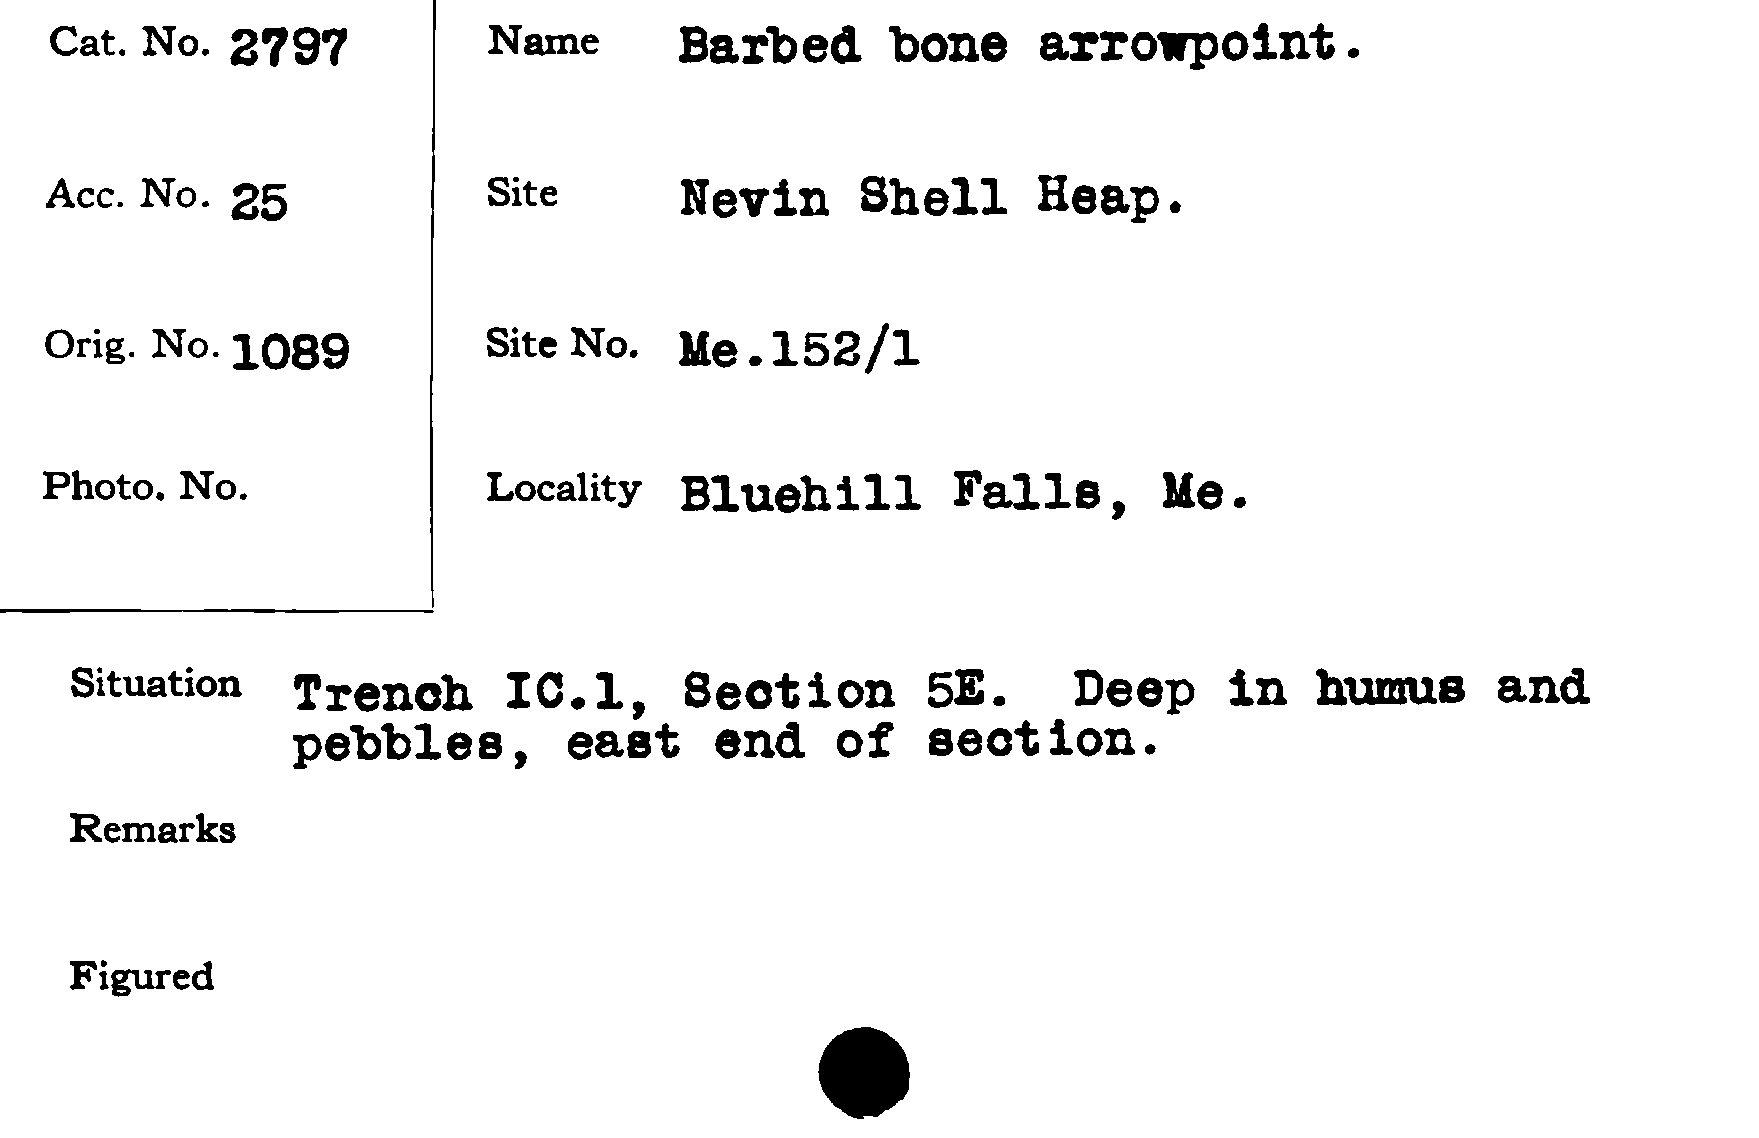 Cat. No. 2797
Acc. No. 25
Orig. No. 1089
Photo. No.
Name Barbed bone arrowpoint.
Site Nevin Shell Heap.
Site No. Me.152/1
Locality Bluehill Falls, Me.
Situation Trench IC.1, Section 5E. Deep in humus and
pebbles, east end of section.
Remarks
Figured